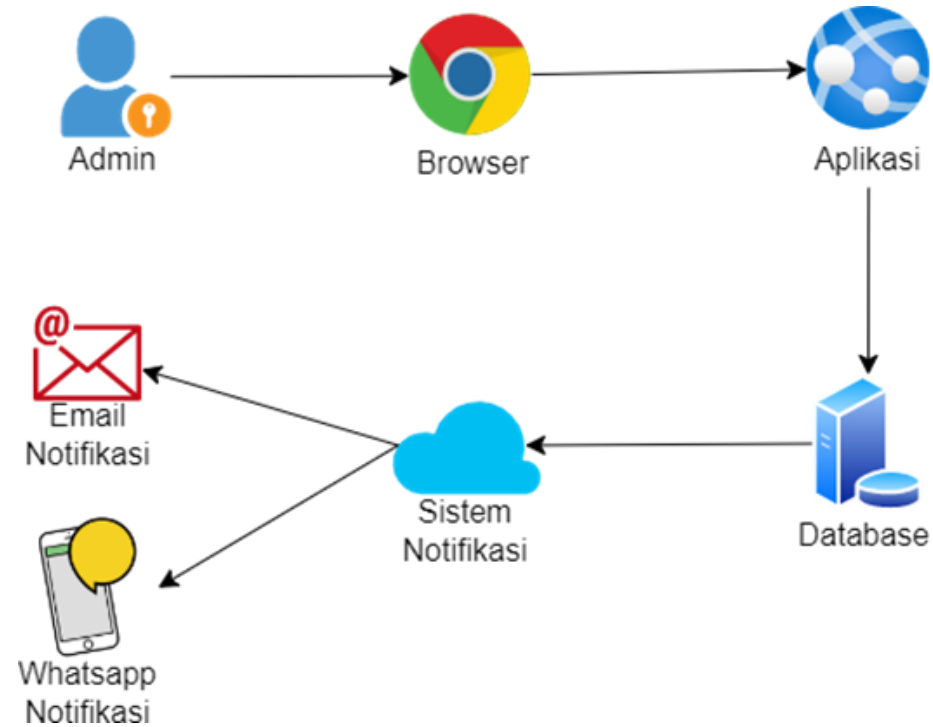 Admin
Browser
Aplikasi
@
Email
Notifikasi
Sistem
Notifikasi
Database
Whatsapp
Notifikasi